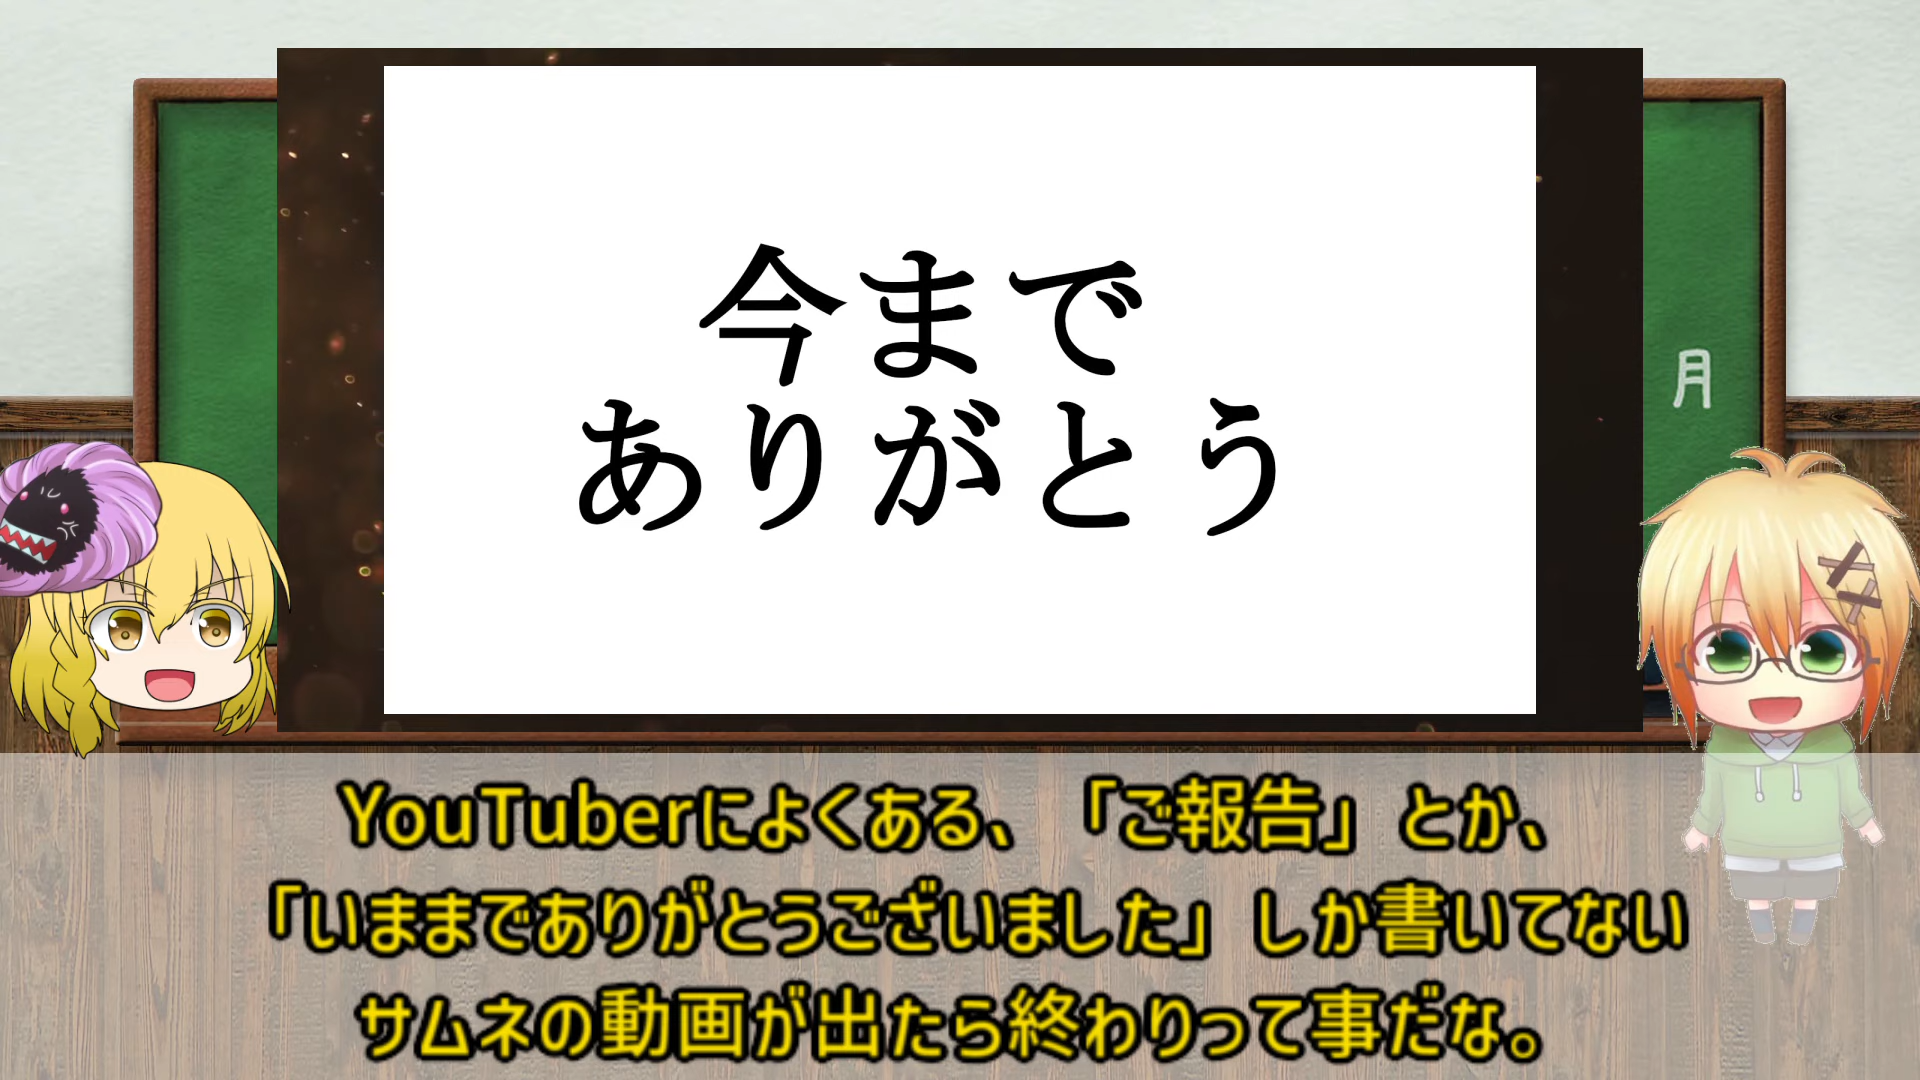 今まで
ありがとう
月
YouTuberによくある、「ご報告」とか、
「いままでありがとうございました」しか書いてない
サムネの動画が出たら終わりって事だな。